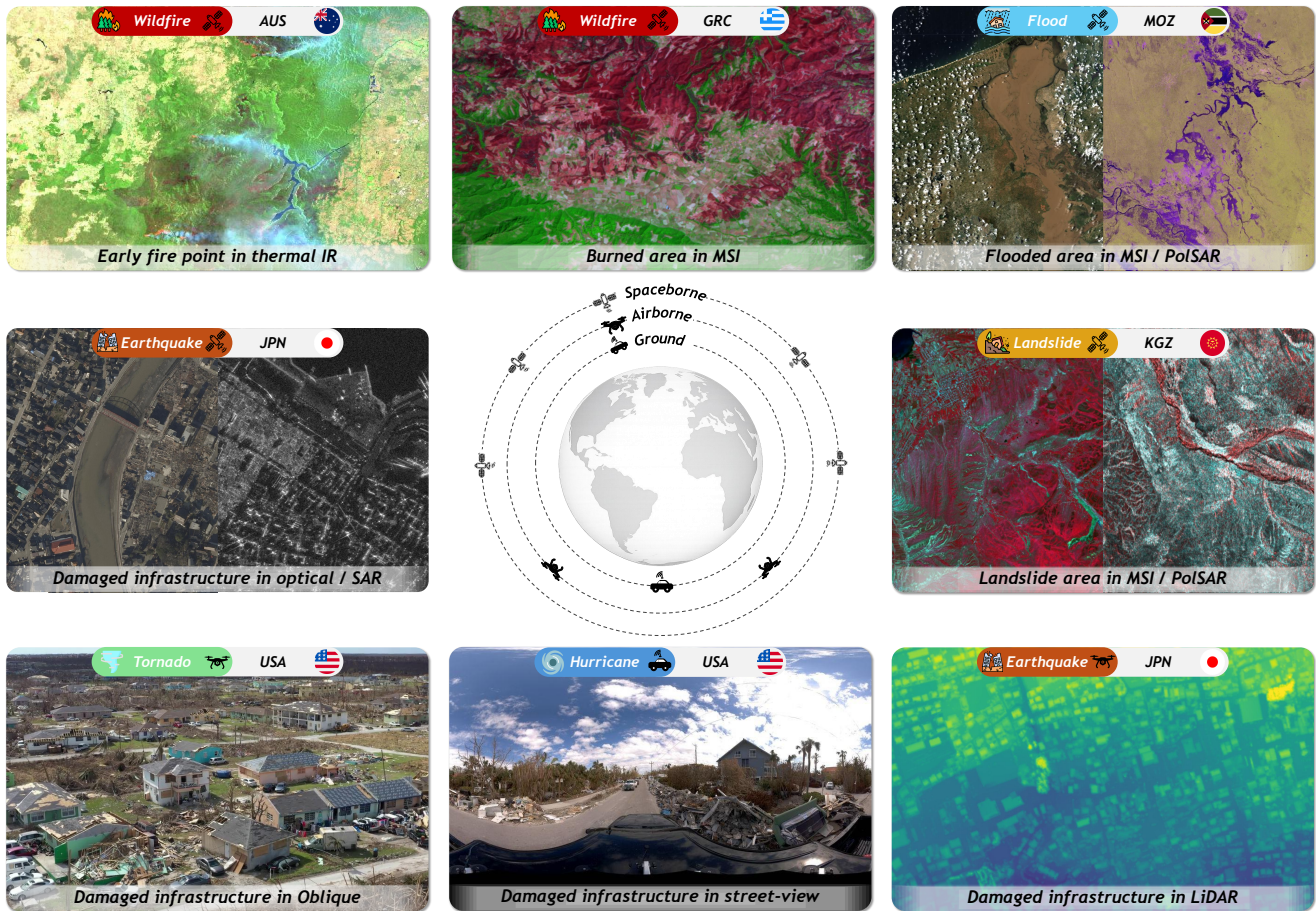 Wildfire AUS
Early fire point in thermal IR
Wildfire GRC
Burned area in MSI
Flood MOZ
Flooded area in MSI / PolSAR
Spaceborne
Airborne
Ground
Earthquake JPN
Damaged infrastructure in optical / SAR
Landslide KGZ
Landslide area in MSI / PolSAR
Tornado USA
Damaged infrastructure in Oblique
Hurricane USA
Damaged infrastructure in street-view
Earthquake JPN
Damaged infrastructure in LiDAR